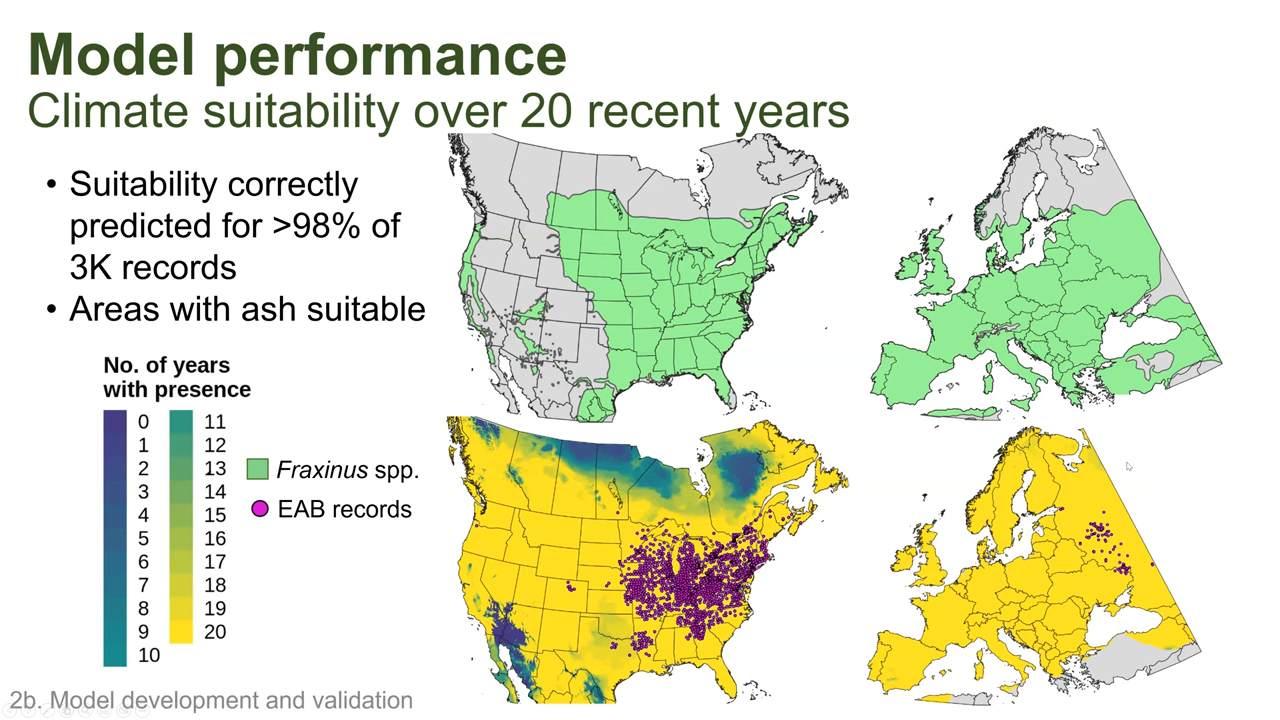 Model performance
Climate suitability over 20 recent years
• Suitability correctly
predicted for >98% of
3K records
• Areas with ash suitable
No. of years
with presence
0 11
1 12
2 13
3 14
4 15
5 16
6 17
7 18
8 19
9 20
10
Fraxinus spp.
EAB records
2b. Model development and validation